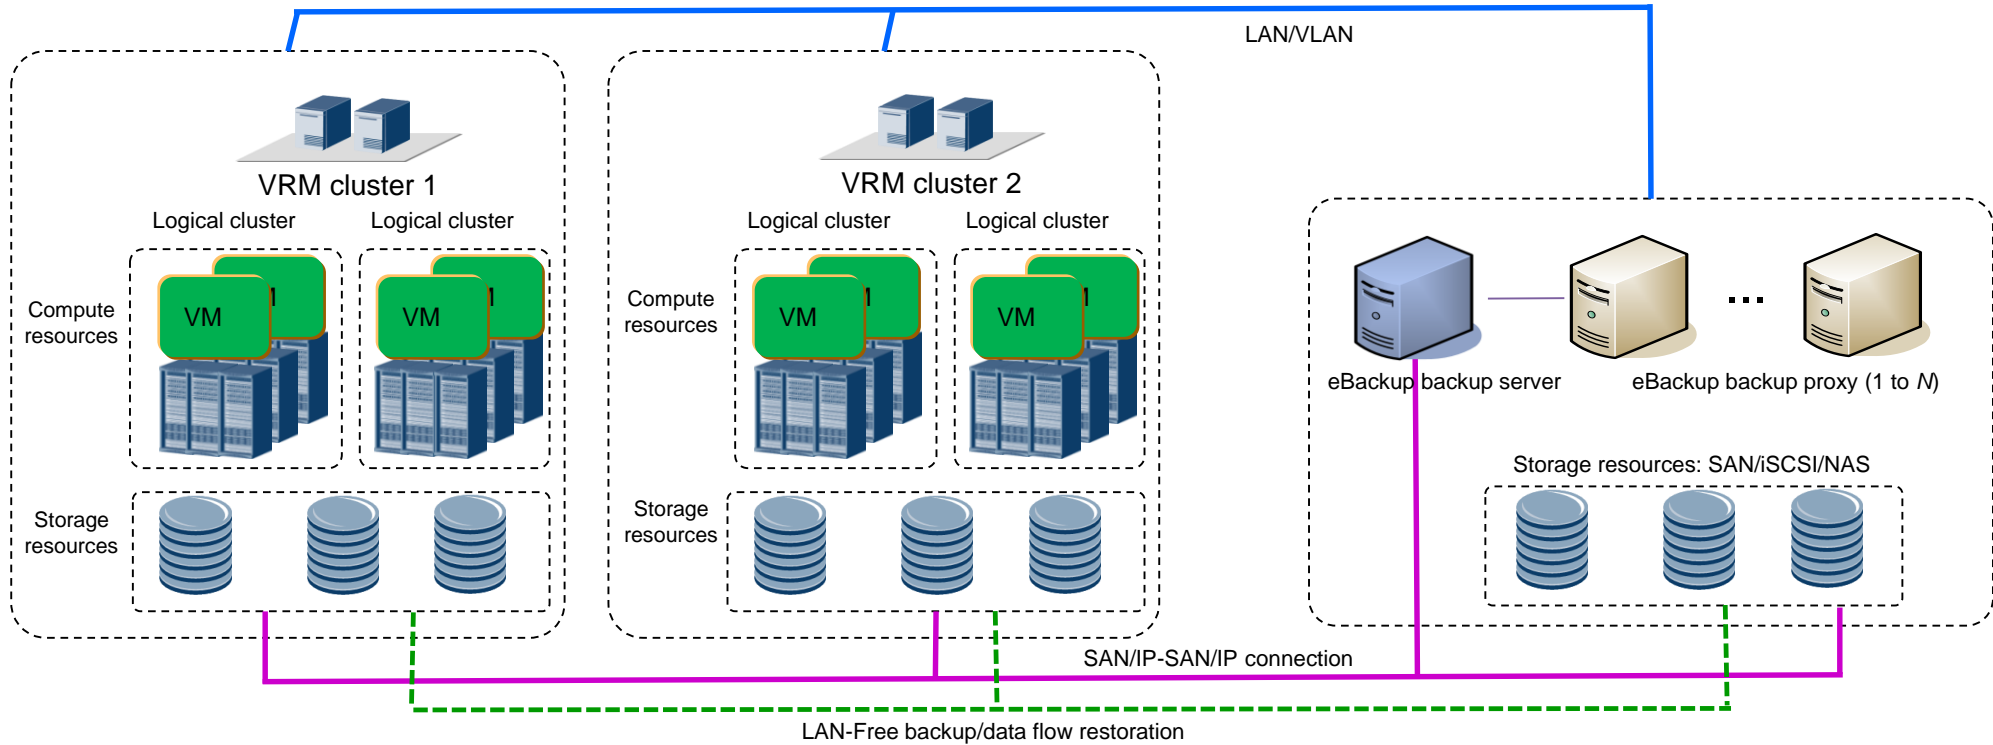 LAN/VLAN
VRM cluster 1
Logical cluster
Logical cluster
VM
M
VM
M
Compute
resources
Storage
resources
VRM cluster 2
Logical cluster
Logical cluster
VM
M
VM
M
Compute
resources
Storage
resources
eBackup backup server
eBackup backup proxy (1 to N)
...
Storage resources: SAN/iSCSI/NAS
SAN/IP-SAN/IP connection
LAN-Free backup/data flow restoration